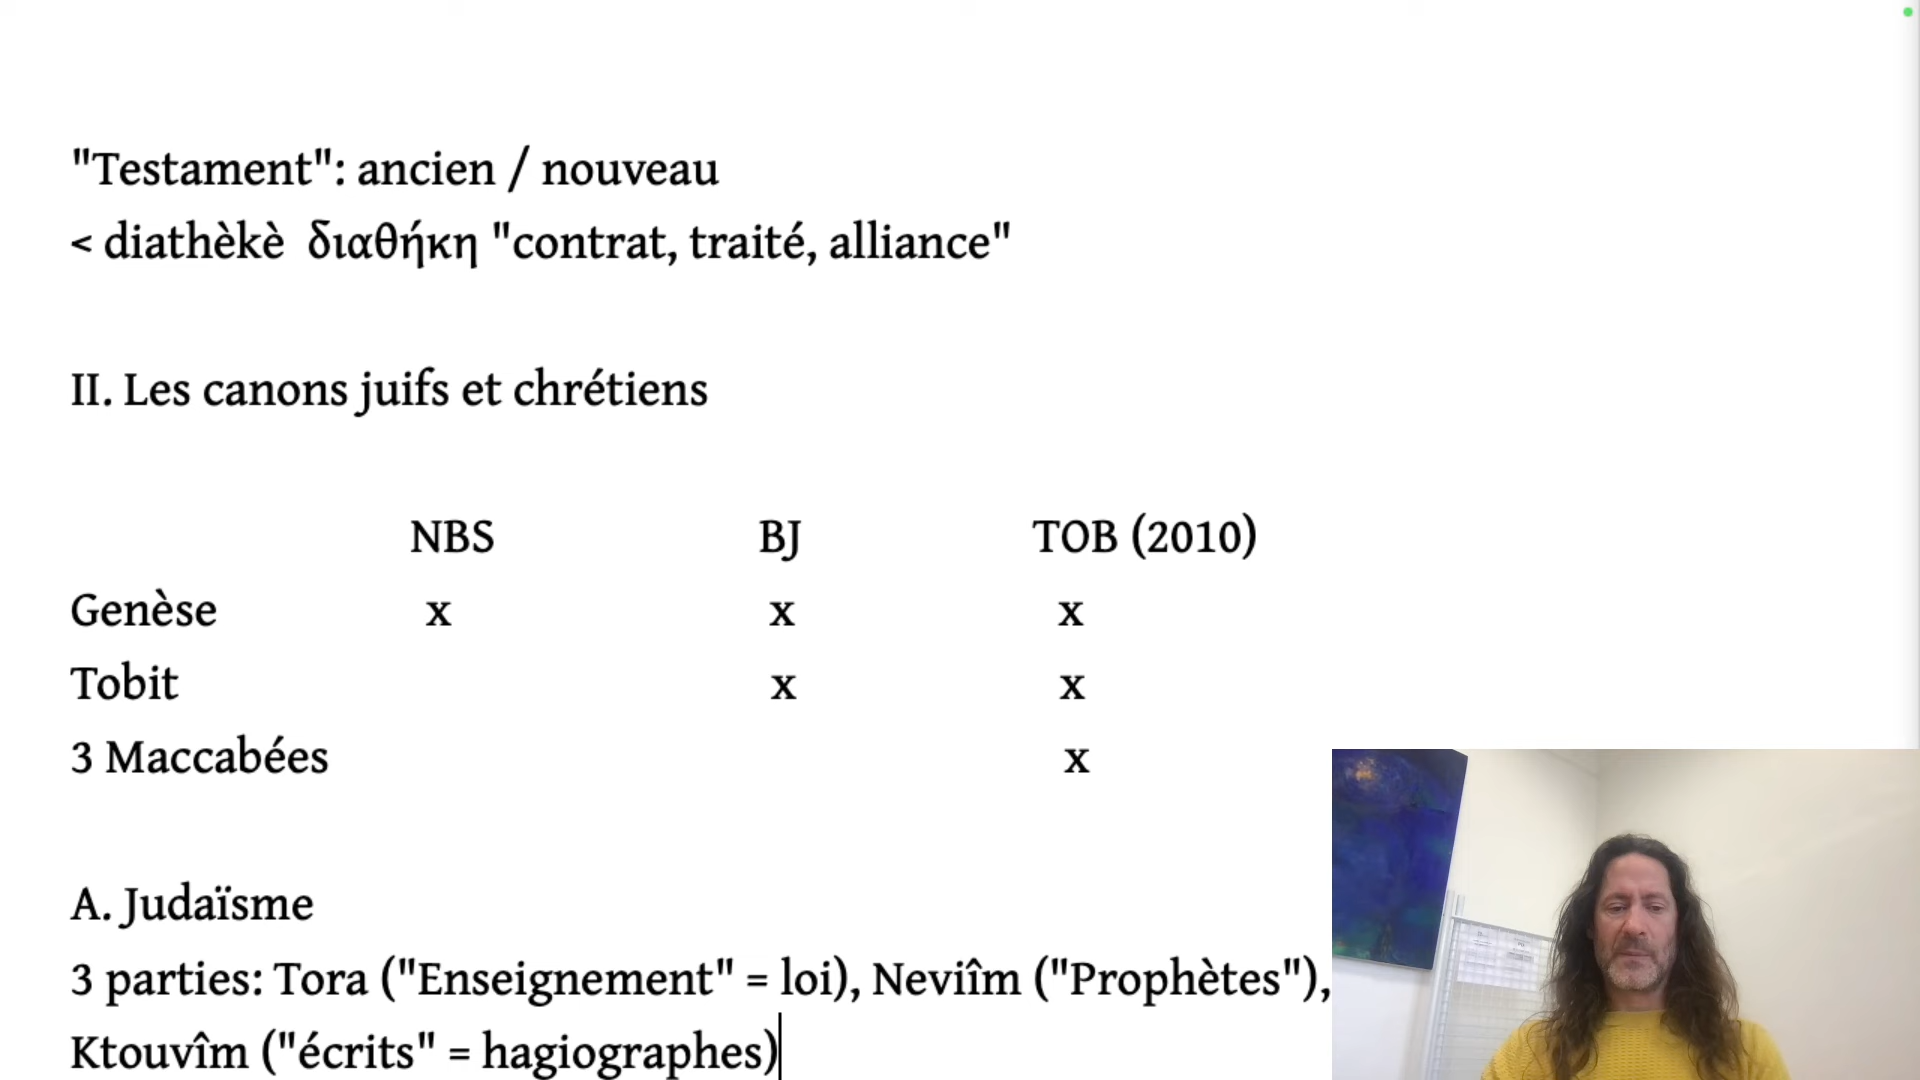 "Testament": ancien / nouveau
< diathèkè διαθήκη "contrat, traité, alliance"
II. Les canons juifs et chrétiens
NBS BJ TOB (2010)
Genèse x x x
Tobit x x
3 Maccabées x
A. Judaïsme
3 parties: Tora ("Enseignement" = loi), Neviîm ("Prophètes"),
Ktouvîm ("écrits" = hagiographes)